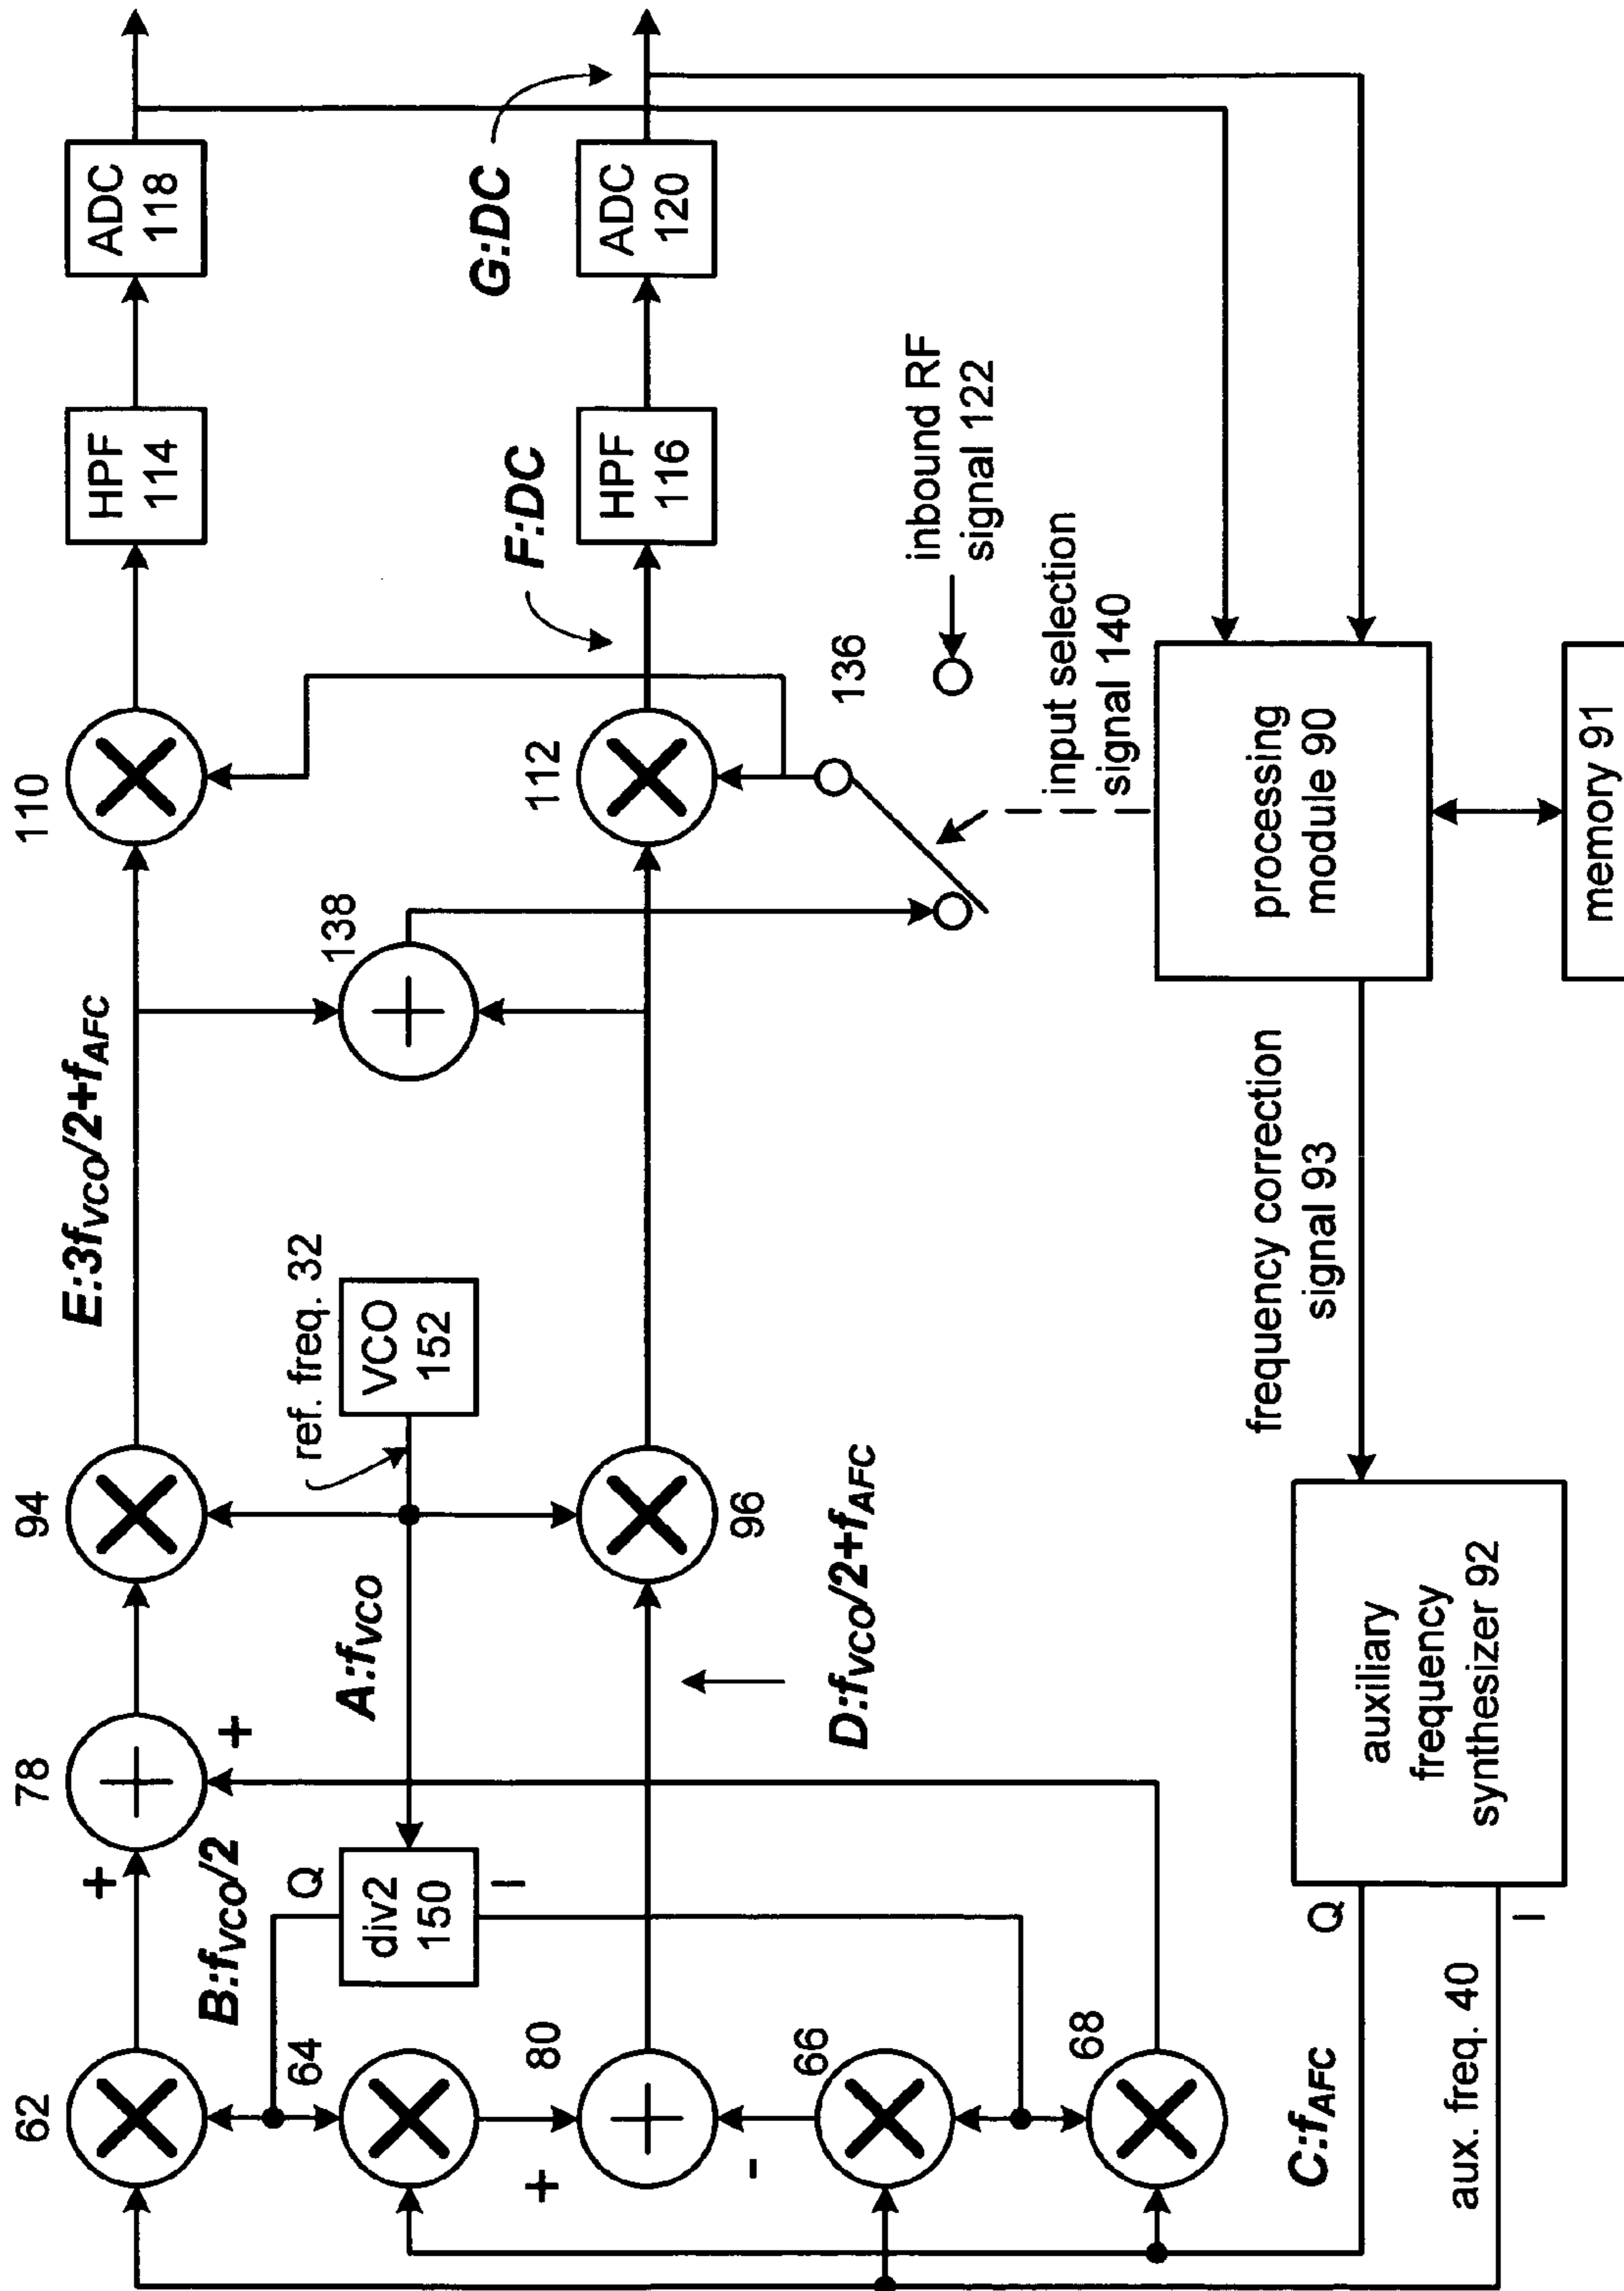 62
78
94
110
+
+
B:fVCO/2
Q
div2
150
I
A:fVCO
ref. freq. 32
VCO
152
E:3fVCO/2+fAFC
138
HPF
114
ADC
118
64
80
+
-
66
68
96
D:fVCO/2+fAFC
112
F:DC
HPF
116
G:DC
ADC
120
136
inbound RF
signal 122
input selection
signal 140
C:fAFC
Q
I
aux. freq. 40
auxiliary
frequency
synthesizer 92
frequency correction
signal 93
processing
module 90
memory 91